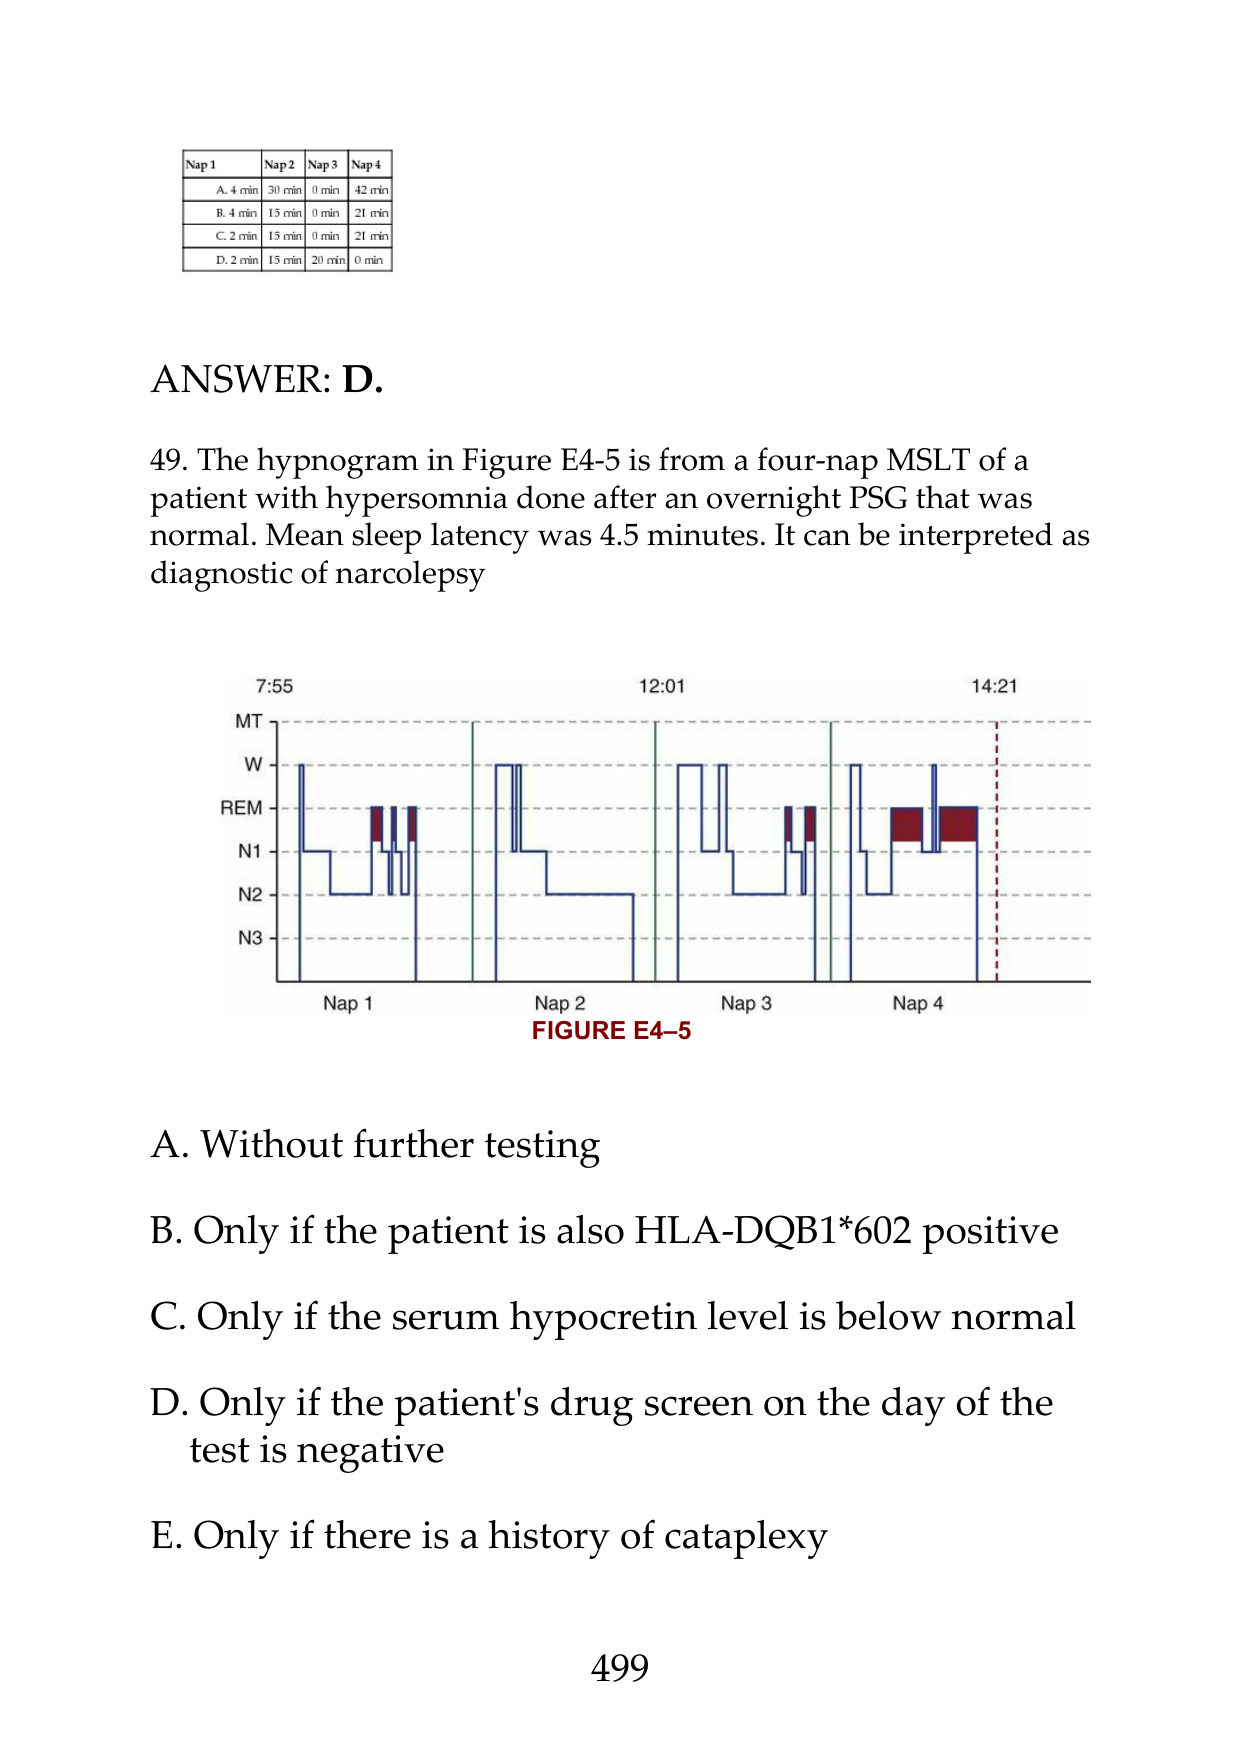 Nap 1 Nap 2 Nap 3 Nap 4
A. 4 min 30 min 0 min 42 min
B. 4 min 15 min 0 min 21 min
C. 2 min 15 min 0 min 21 min
D. 2 min 15 min 20 min 0 min
ANSWER: D.
49. The hypnogram in Figure E4-5 is from a four-nap MSLT of a
patient with hypersomnia done after an overnight PSG that was
normal. Mean sleep latency was 4.5 minutes. It can be interpreted as
diagnostic of narcolepsy
7:55 12:01 14:21
MT
W
REM
N1
N2
N3
Nap 1 Nap 2 Nap 3 Nap 4
FIGURE E4–5
A. Without further testing
B. Only if the patient is also HLA-DQB1*602 positive
C. Only if the serum hypocretin level is below normal
D. Only if the patient's drug screen on the day of the
test is negative
E. Only if there is a history of cataplexy
499